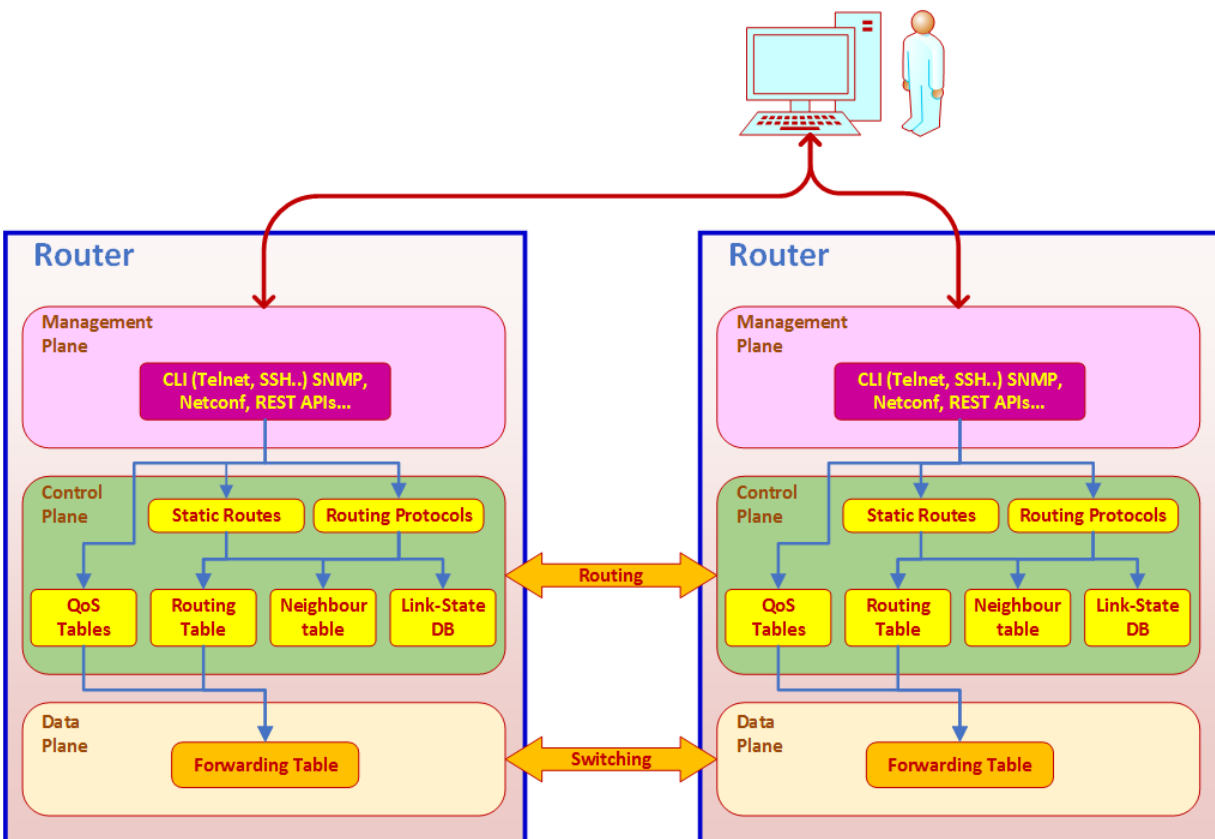 Router
Management
Plane
CLI (Telnet, SSH..) SNMP,
Netconf, REST APIs...
Control
Plane
Static Routes
Routing Protocols
QoS
Tables
Routing
Table
Neighbour
table
Link-State
DB
Data
Plane
Forwarding Table
Routing
Switching
Router
Management
Plane
CLI (Telnet, SSH..) SNMP,
Netconf, REST APIs...
Control
Plane
Static Routes
Routing Protocols
QoS
Tables
Routing
Table
Neighbour
table
Link-State
DB
Data
Plane
Forwarding Table